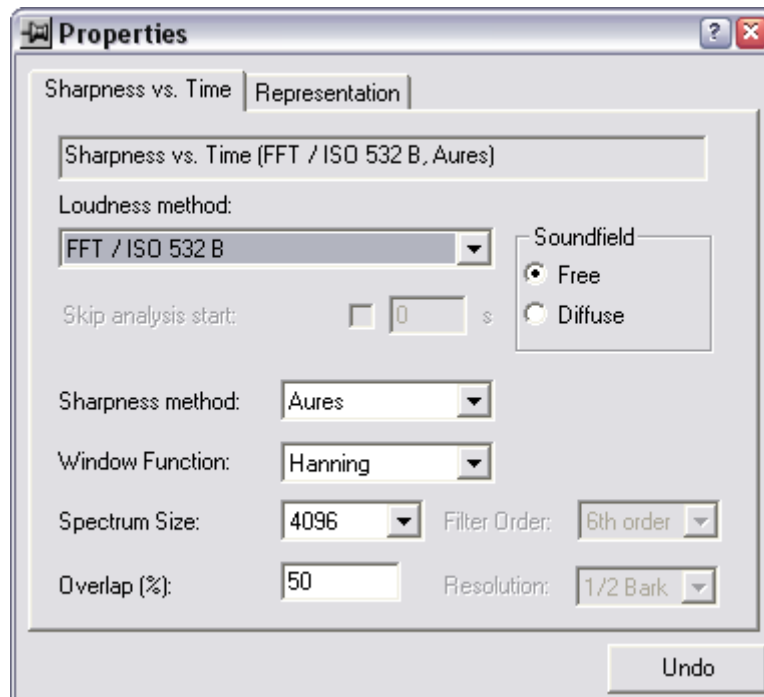 Properties
Sharpness vs. Time
Representation
Sharpness vs. Time (FFT / ISO 532 B, Aures)
Loudness method:
FFT / ISO 532 B
Soundfield
Free
Diffuse
Skip analysis start:
0
s
Sharpness method:
Aures
Window Function:
Hanning
Spectrum Size:
4096
Filter Order:
6th order
Overlap (%):
50
Resolution:
1/2 Bark
Undo